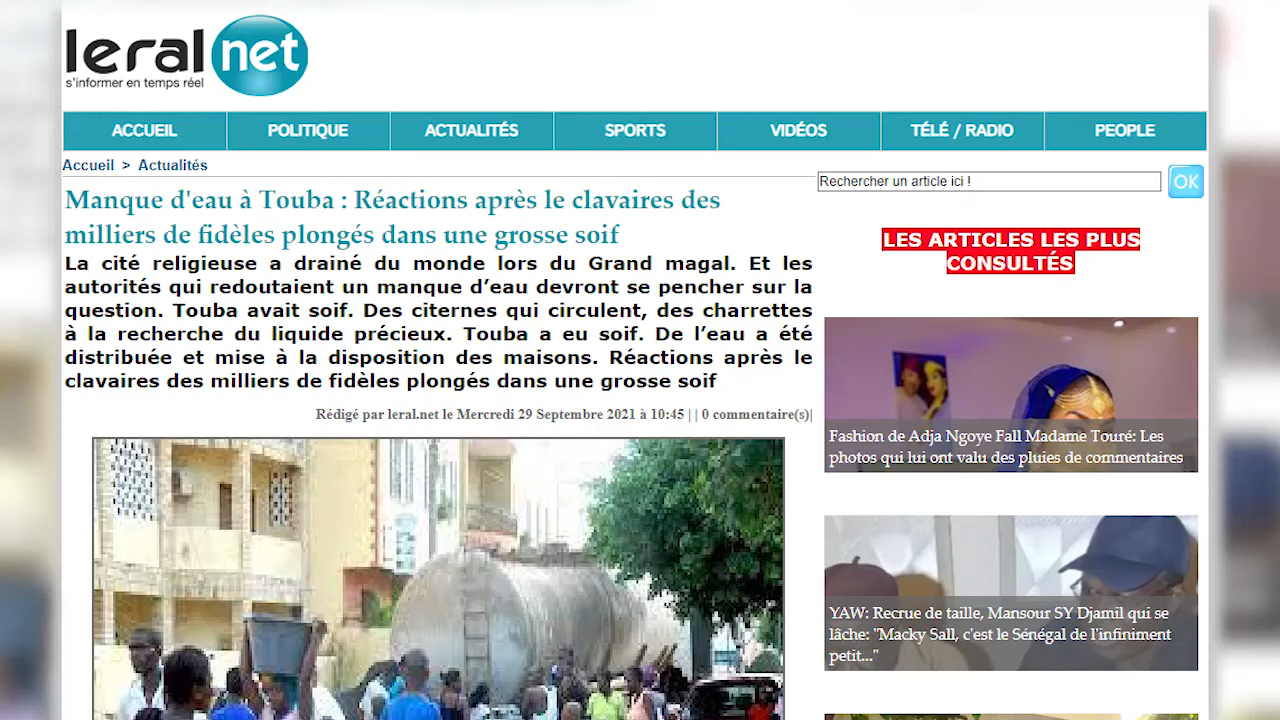 leral net
s'informer en temps réel
ACCUEIL POLITIQUE ACTUALITÉS SPORTS VIDÉOS TÉLÉ / RADIO PEOPLE
Accueil > Actualités
Manque d'eau à Touba : Réactions après le clavaires des
milliers de fidèles plongés dans une grosse soif
La cité religieuse a drainé du monde lors du Grand magal. Et les
autorités qui redoutaient un manque d’eau devront se pencher sur la
question. Touba avait soif. Des citernes qui circulent, des charrettes
à la recherche du liquide précieux. Touba a eu soif. De l’eau a été
distribuée et mise à la disposition des maisons. Réactions après le
clavaires des milliers de fidèles plongés dans une grosse soif
Rédigé par leral.net le Mercredi 29 Septembre 2021 à 10:45 | | 0 commentaire(s)|
Rechercher un article ici ! OK
LES ARTICLES LES PLUS
CONSULTÉS
Fashion de Adja Ngoye Fall Madame Touré: Les
photos qui lui ont valu des pluies de commentaires
YAW: Recrue de taille, Mansour SY Djamil qui se
lâche: "Macky Sall, c'est le Sénégal de l'infiniment
petit..."